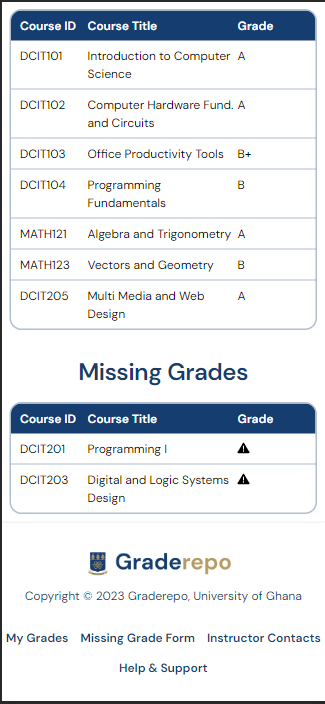 Course ID Course Title Grade
DCIT101 Introduction to Computer A
Science
DCIT102 Computer Hardware Fund. A
and Circuits
DCIT103 Office Productivity Tools B+
DCIT104 Programming B
Fundamentals
MATH121 Algebra and Trigonometry A
MATH123 Vectors and Geometry B
DCIT205 Multi Media and Web A
Design
Missing Grades
Course ID Course Title Grade
DCIT201 Programming I
DCIT203 Digital and Logic Systems
Design
Graderepo
Copyright © 2023 Graderepo, University of Ghana
My Grades Missing Grade Form Instructor Contacts
Help & Support